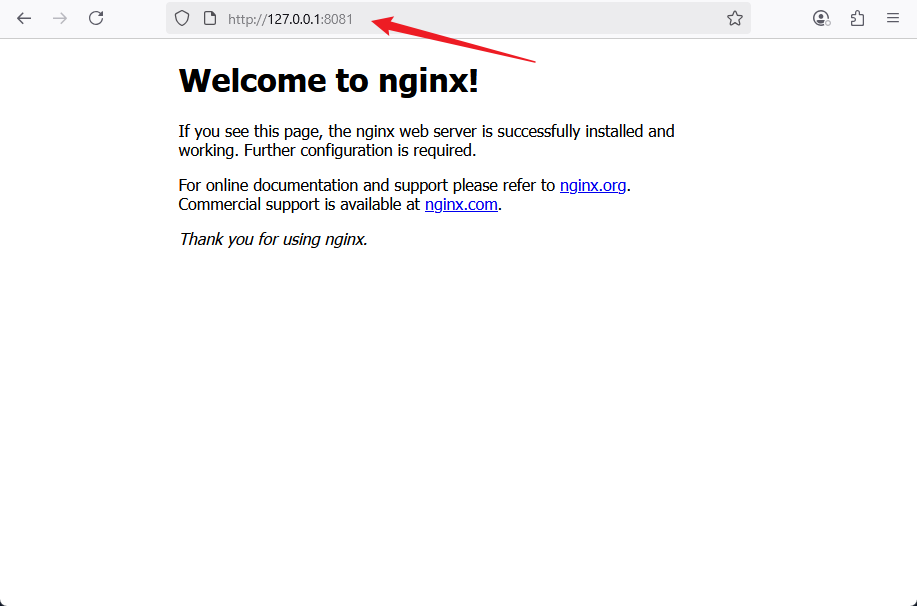 http://127.0.0.1:8081
Welcome to nginx!
If you see this page, the nginx web server is successfully installed and
working. Further configuration is required.
For online documentation and support please refer to nginx.org.
Commercial support is available at nginx.com.
Thank you for using nginx.